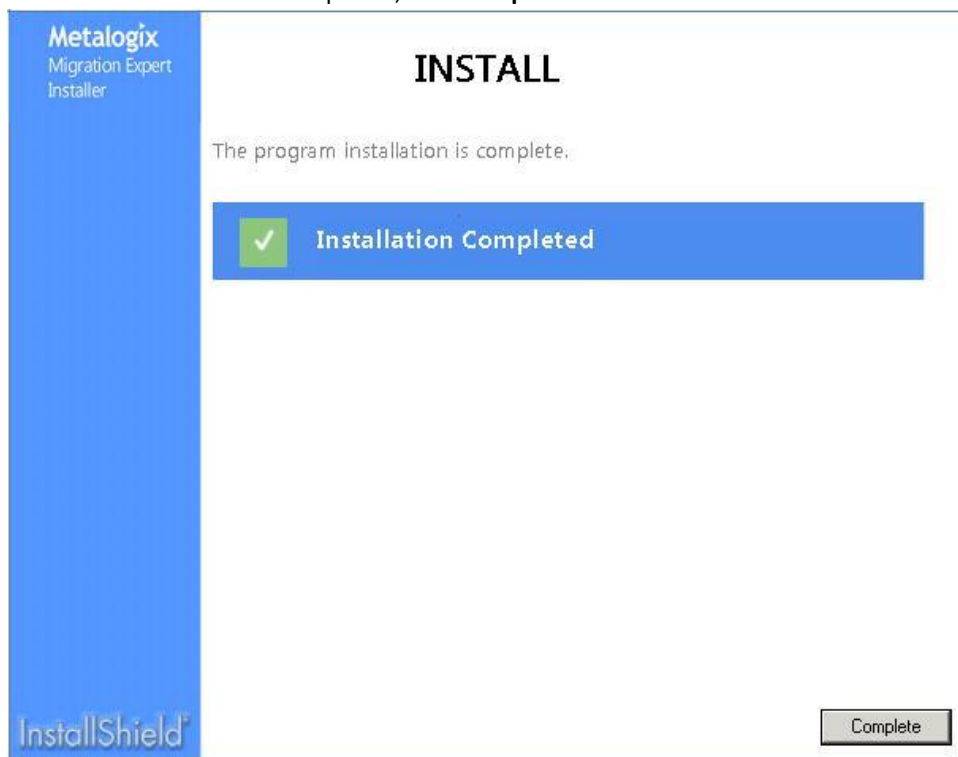 Metalogix
Migration Expert
Installer
INSTALL
The program installation is complete.
Installation Completed
InstallShield®
Complete